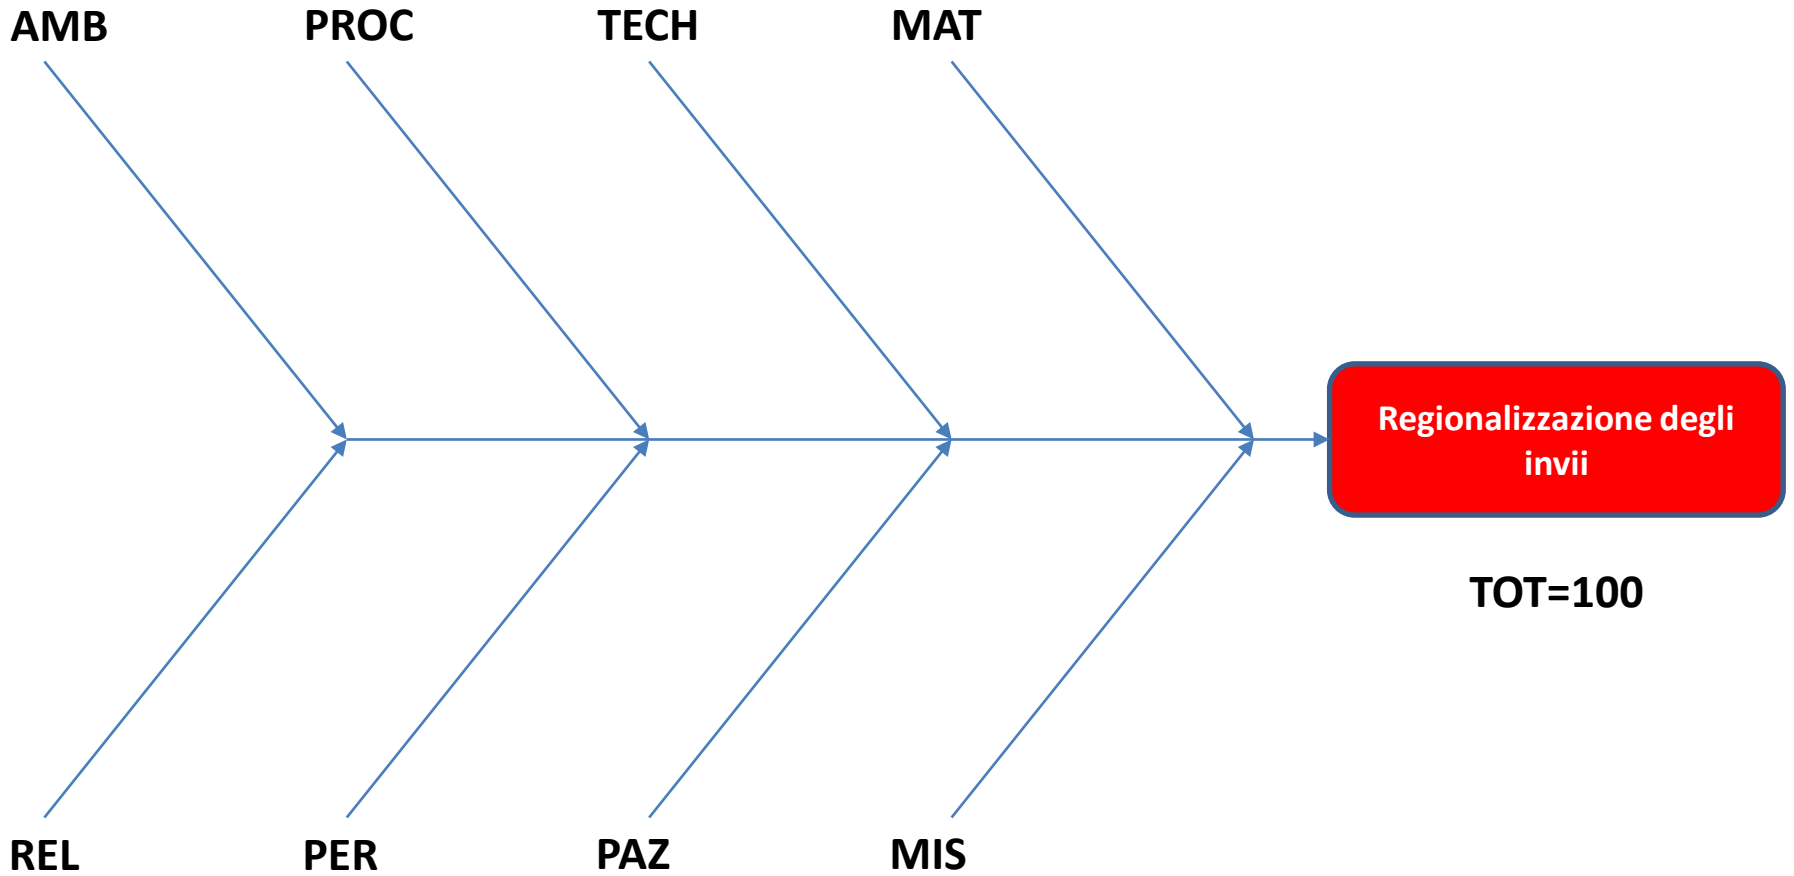 AMB
PROC
TECH
MAT
Regionalizzazione degli
invii
TOT=100
REL
PER
PAZ
MIS